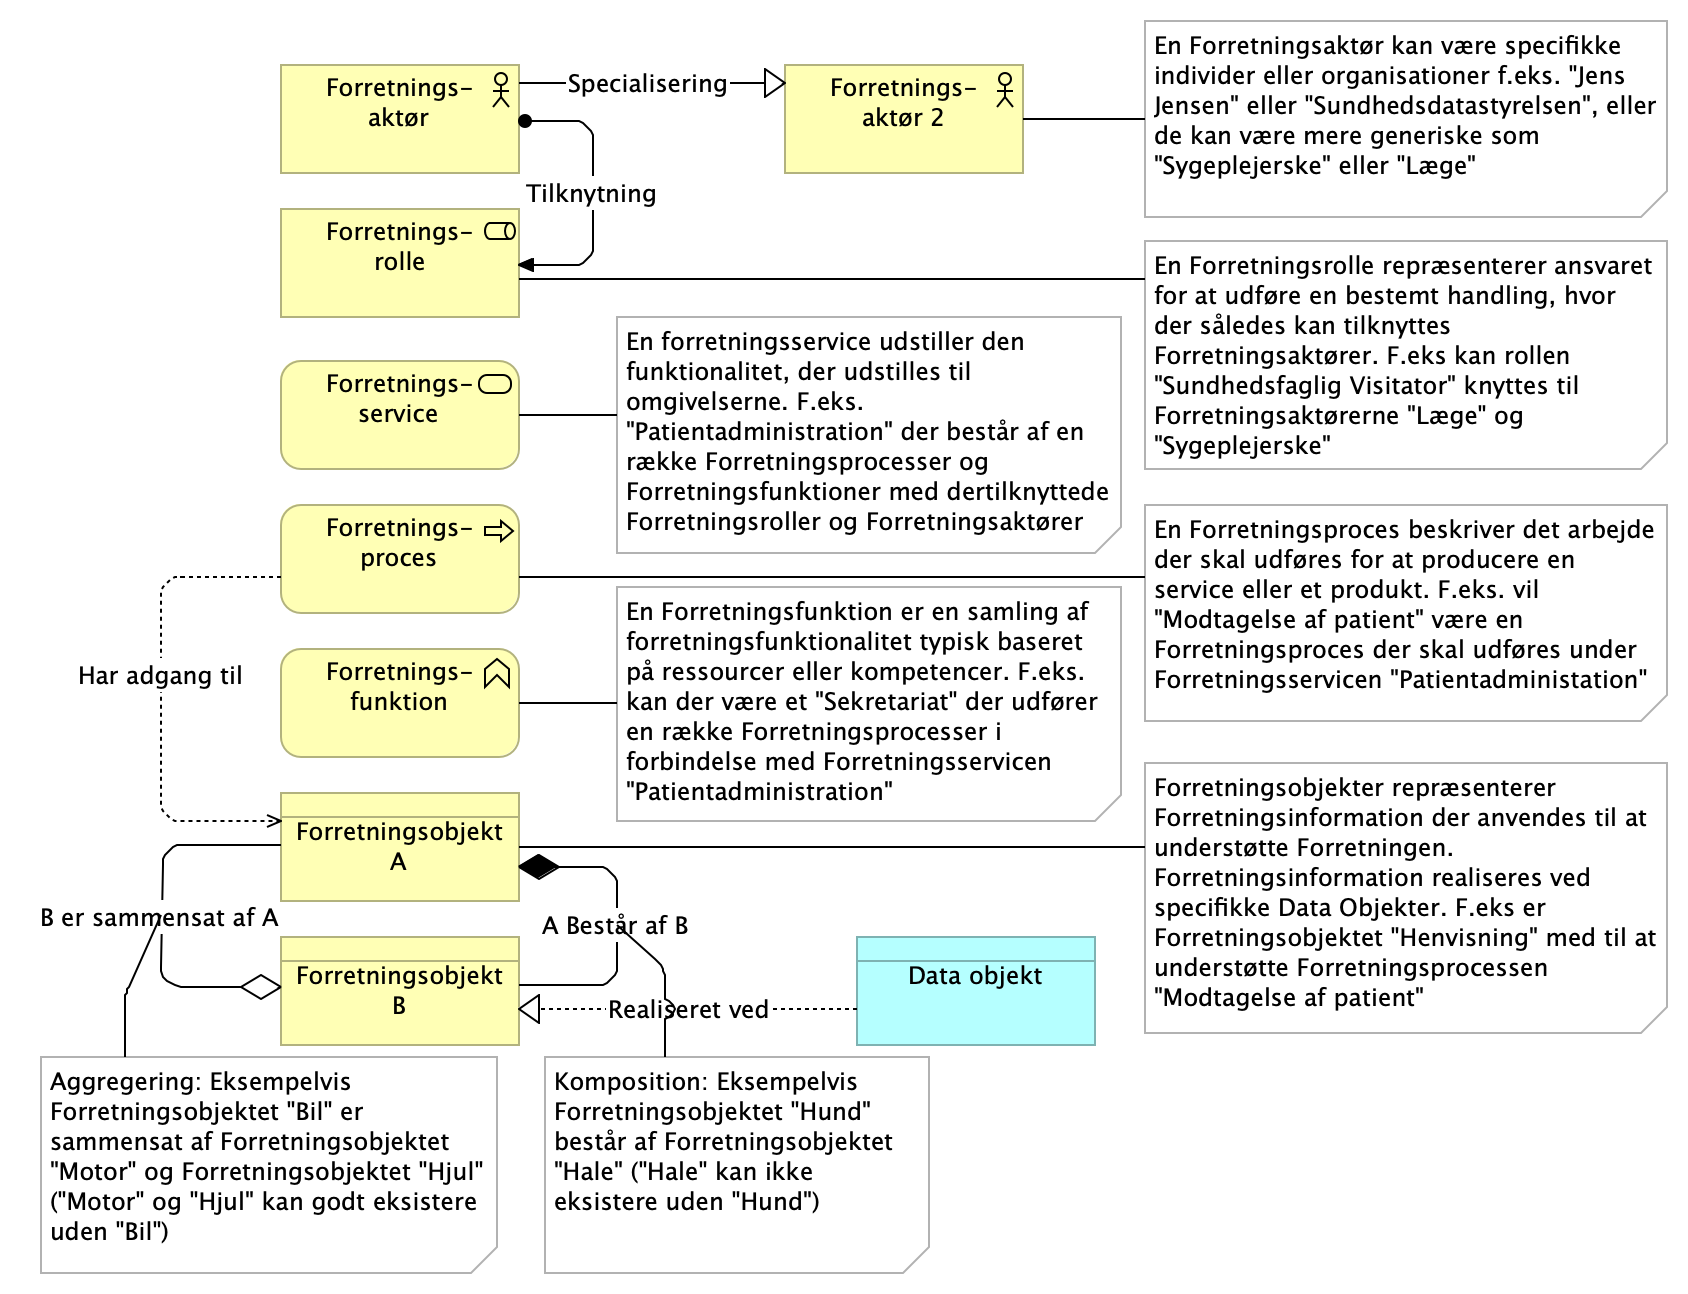 Forretnings-
aktør
Specialisering
Forretnings-
aktør 2
En Forretningsaktør kan være specifikke
individer eller organisationer f.eks. "Jens
Jensen" eller "Sundhedsdatastyrelsen", eller
de kan være mere generiske som
"Sygeplejerske" eller "Læge"
Tilknytning
Forretnings-
rolle
En Forretningsrolle repræsenterer ansvaret
for at udføre en bestemt handling, hvor
der således kan tilknyttes
Forretningsaktører. F.eks kan rollen
"Sundhedsfaglig Visitator" knyttes til
Forretningsaktørerne "Læge" og
"Sygeplejerske"
Forretnings-
service
En forretningsservice udstiller den
funktionalitet, der udstilles til
omgivelserne. F.eks.
"Patientadministration" der består af en
række Forretningsprocesser og
Forretningsfunktioner med dertilknyttede
Forretningsroller og Forretningsaktører
Forretnings-
proces
En Forretningsproces beskriver det arbejde
der skal udføres for at producere en
service eller et produkt. F.eks. vil
"Modtagelse af patient" være en
Forretningsproces der skal udføres under
Forretningsservicen "Patientadministation"
Har adgang til
Forretnings-
funktion
En Forretningsfunktion er en samling af
forretningsfunktionalitet typisk baseret
på ressourcer eller kompetencer. F.eks.
kan der være et "Sekretariat" der udfører
en række Forretningsprocesser i
forbindelse med Forretningsservicen
"Patientadministration"
Forretningsobjekt
A
Forretningsobjekter repræsenterer
Forretningsinformation der anvendes til at
understøtte Forretningen.
Forretningsinformation realiseres ved
specifikke Data Objekter. F.eks er
Forretningsobjektet "Henvisning" med til at
understøtte Forretningsprocessen
"Modtagelse af patient"
B er sammensat af A
A Består af B
Forretningsobjekt
B
Realiseret ved
Data objekt
Aggregering: Eksempelvis
Forretningsobjektet "Bil" er
sammensat af Forretningsobjektet
"Motor" og Forretningsobjektet "Hjul"
("Motor" og "Hjul" kan godt eksistere
uden "Bil")
Komposition: Eksempelvis
Forretningsobjektet "Hund"
består af Forretningsobjektet
"Hale" ("Hale" kan ikke
eksistere uden "Hund")